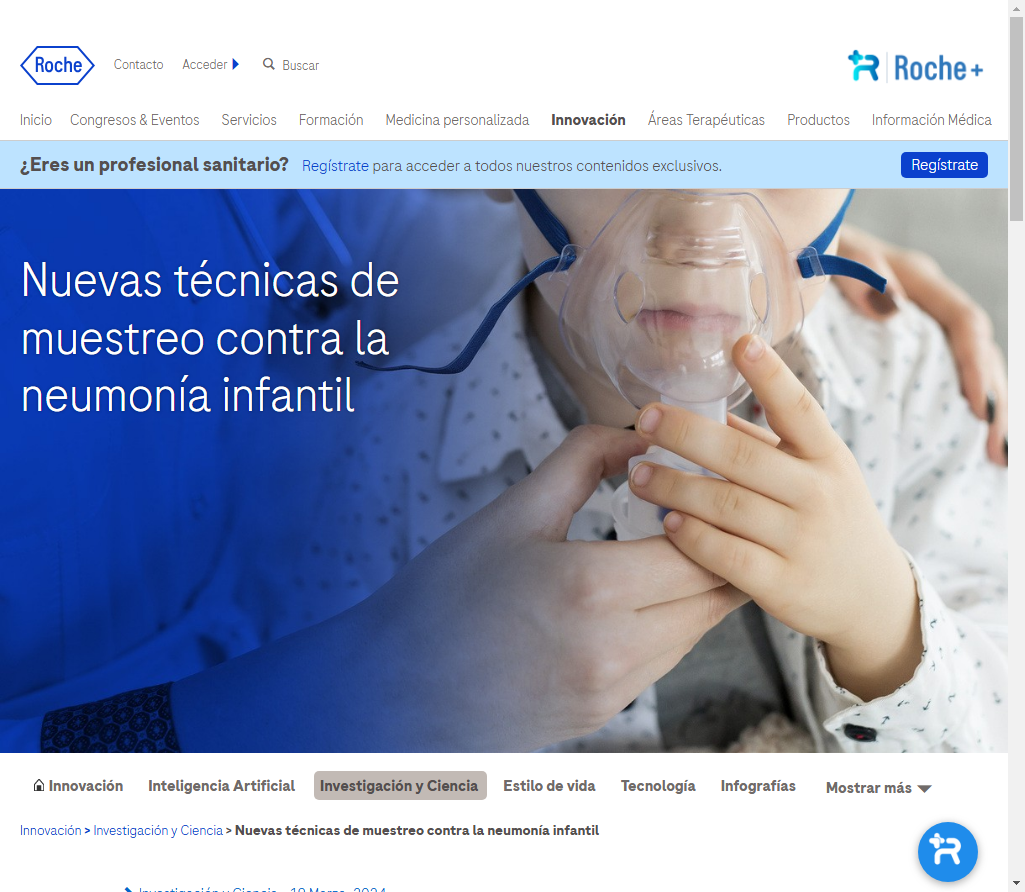 Roche
Contacto
Acceder
Buscar
Roche+
Inicio
Congresos & Eventos
Servicios
Formación
Medicina personalizada
Innovación
Áreas Terapéuticas
Productos
Información Médica
¿Eres un profesional sanitario?
Regístrate para acceder a todos nuestros contenidos exclusivos.
Regístrate
Nuevas técnicas de
muestreo contra la
neumonía infantil
Innovación
Inteligencia Artificial
Investigación y Ciencia
Estilo de vida
Tecnología
Infografías
Mostrar más
Innovación > Investigación y Ciencia > Nuevas técnicas de muestreo contra la neumonía infantil
Investigación y Ciencia